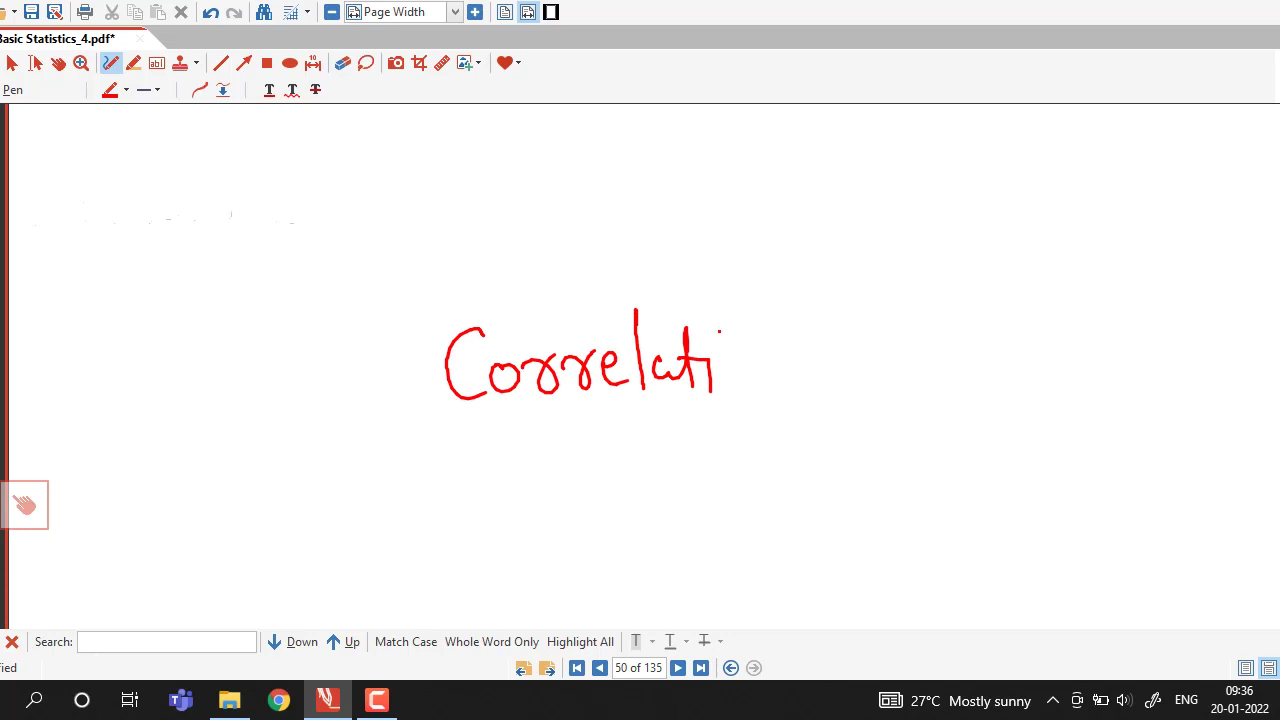 Page Width
Basic Statistics_4.pdf*
10
Pen
T T T
Correlati
Search: Down Up Match Case Whole Word Only Highlight All T T T
50 of 135
27°C Mostly sunny ENG 09:36
20-01-2022